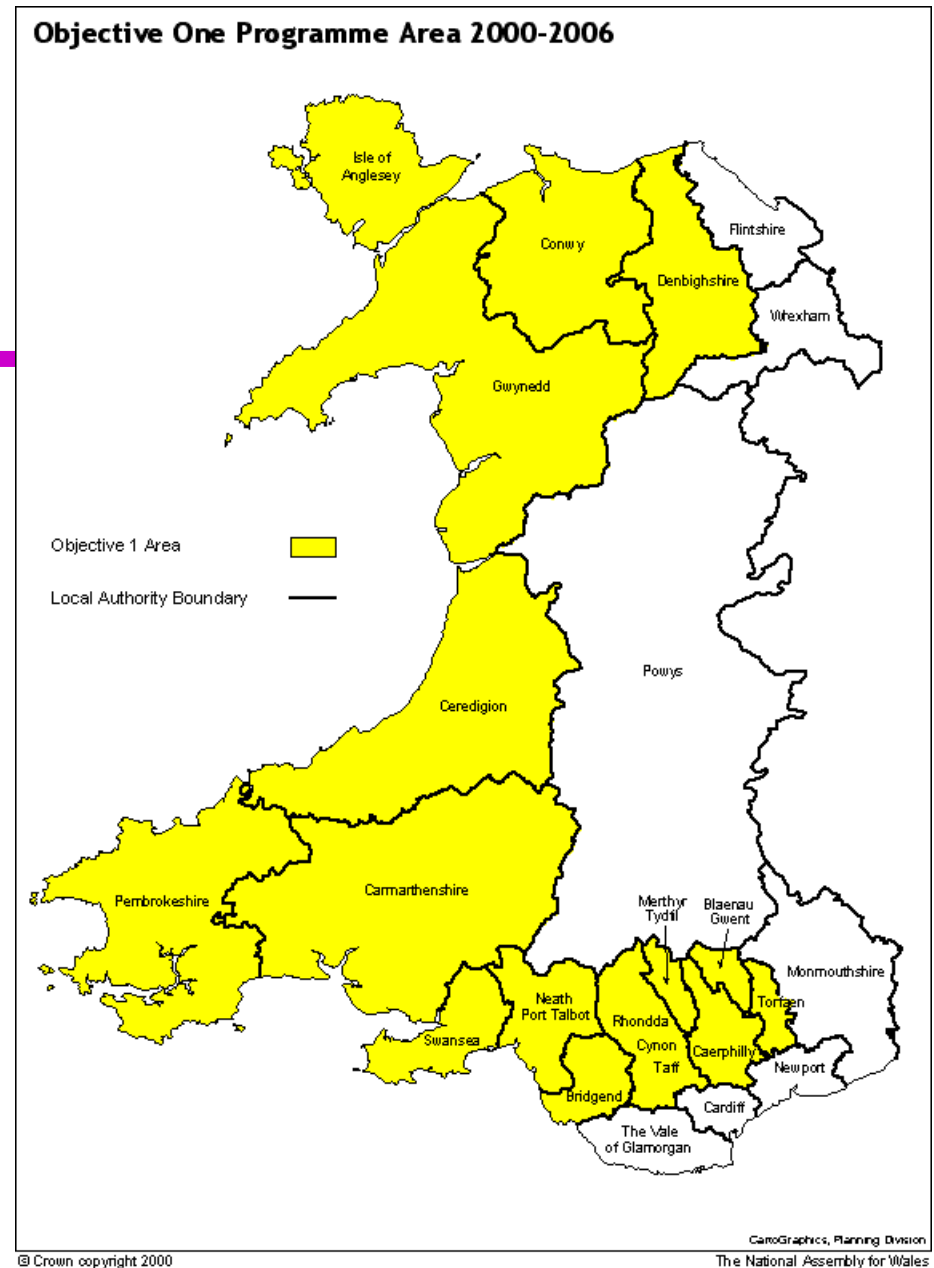 Objective One Programme Area 2000-2006
Isle of
Anglesey
Flintshire
Conwy
Denbighshire
Wrexham
Gwynedd
Objective 1 Area
Local Authority Boundary
Powys
Ceredigion
Carmarthenshire
Pembrokeshire
Merthyr
Tydfil
Blaenau
Gwent
Monmouthshire
Neath
Port Talbot
Torfaen
Rhondda
Cynon
Taff
Swansea
Caerphilly
Newport
Bridgend
Cardiff
The Vale
of Glamorgan
CartoGraphics, Planning Division
© Crown copyright 2000
The National Assembly for Wales